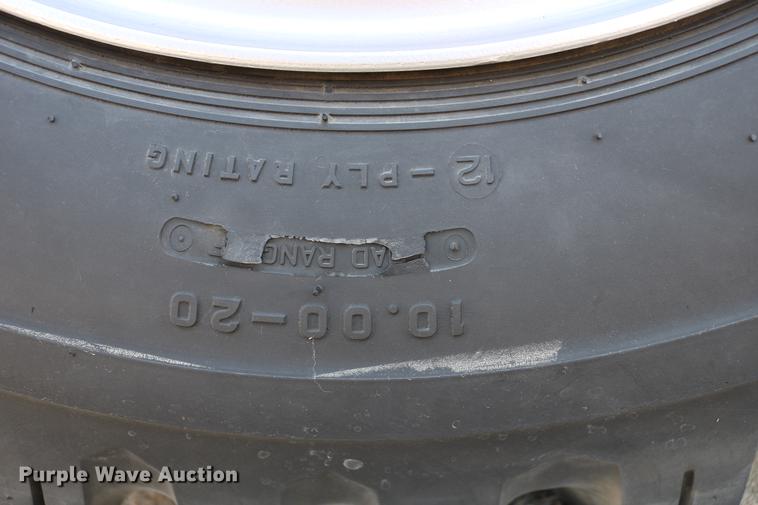 10.00-20
AD RANG
12-PLY RATING
Purple Wave Auction